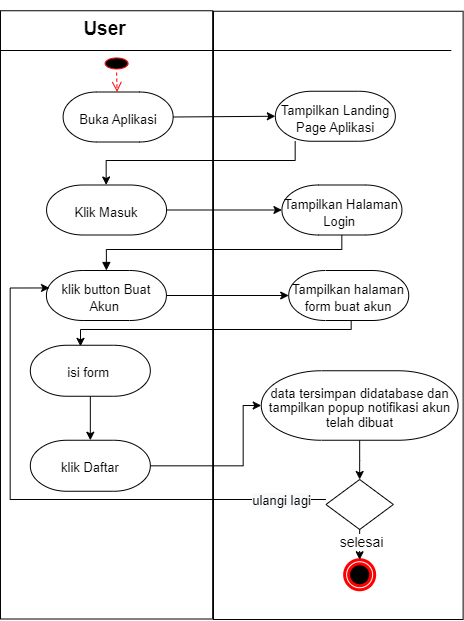 User
Buka Aplikasi
Tampilkan Landing
Page Aplikasi
Klik Masuk
Tampilkan Halaman
Login
klik button Buat
Akun
Tampilkan halaman
form buat akun
isi form
data tersimpan didatabase dan
tampilkan popup notifikasi akun
telah dibuat
klik Daftar
ulangi lagi
selesai